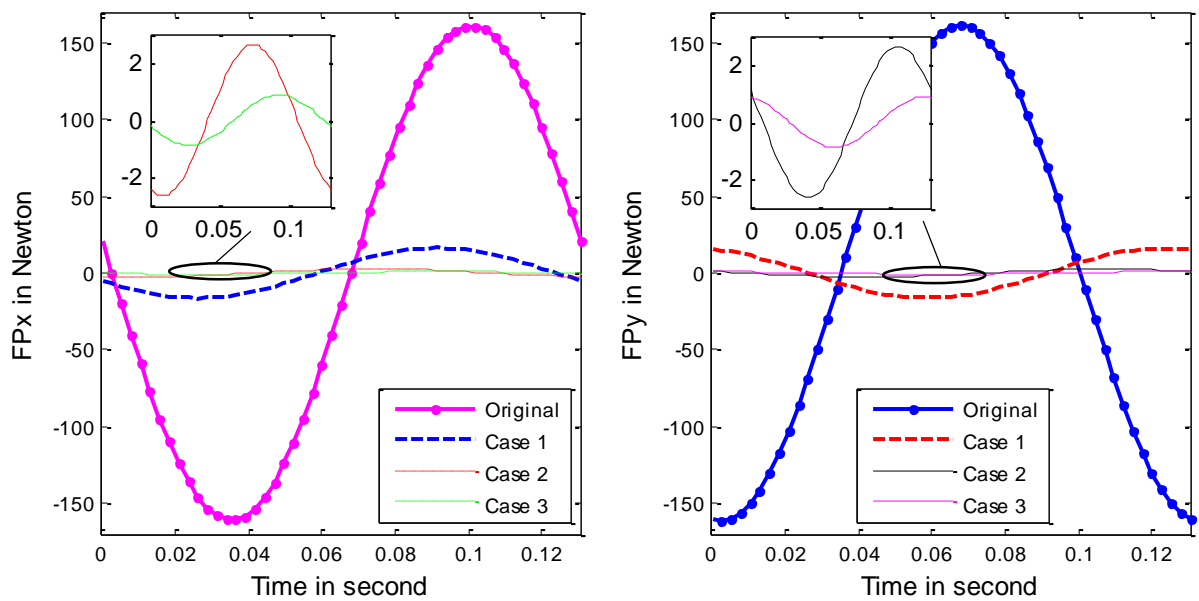 150
100
50
0
-50
-100
-150
FPx in Newton
2
0
-2
0 0.05 0.1
Original
Case 1
Case 2
Case 3
0 0.02 0.04 0.06 0.08 0.1 0.12
Time in second
150
100
50
0
-50
-100
-150
FPy in Newton
2
0
-2
0 0.05 0.1
Original
Case 1
Case 2
Case 3
0 0.02 0.04 0.06 0.08 0.1 0.12
Time in second